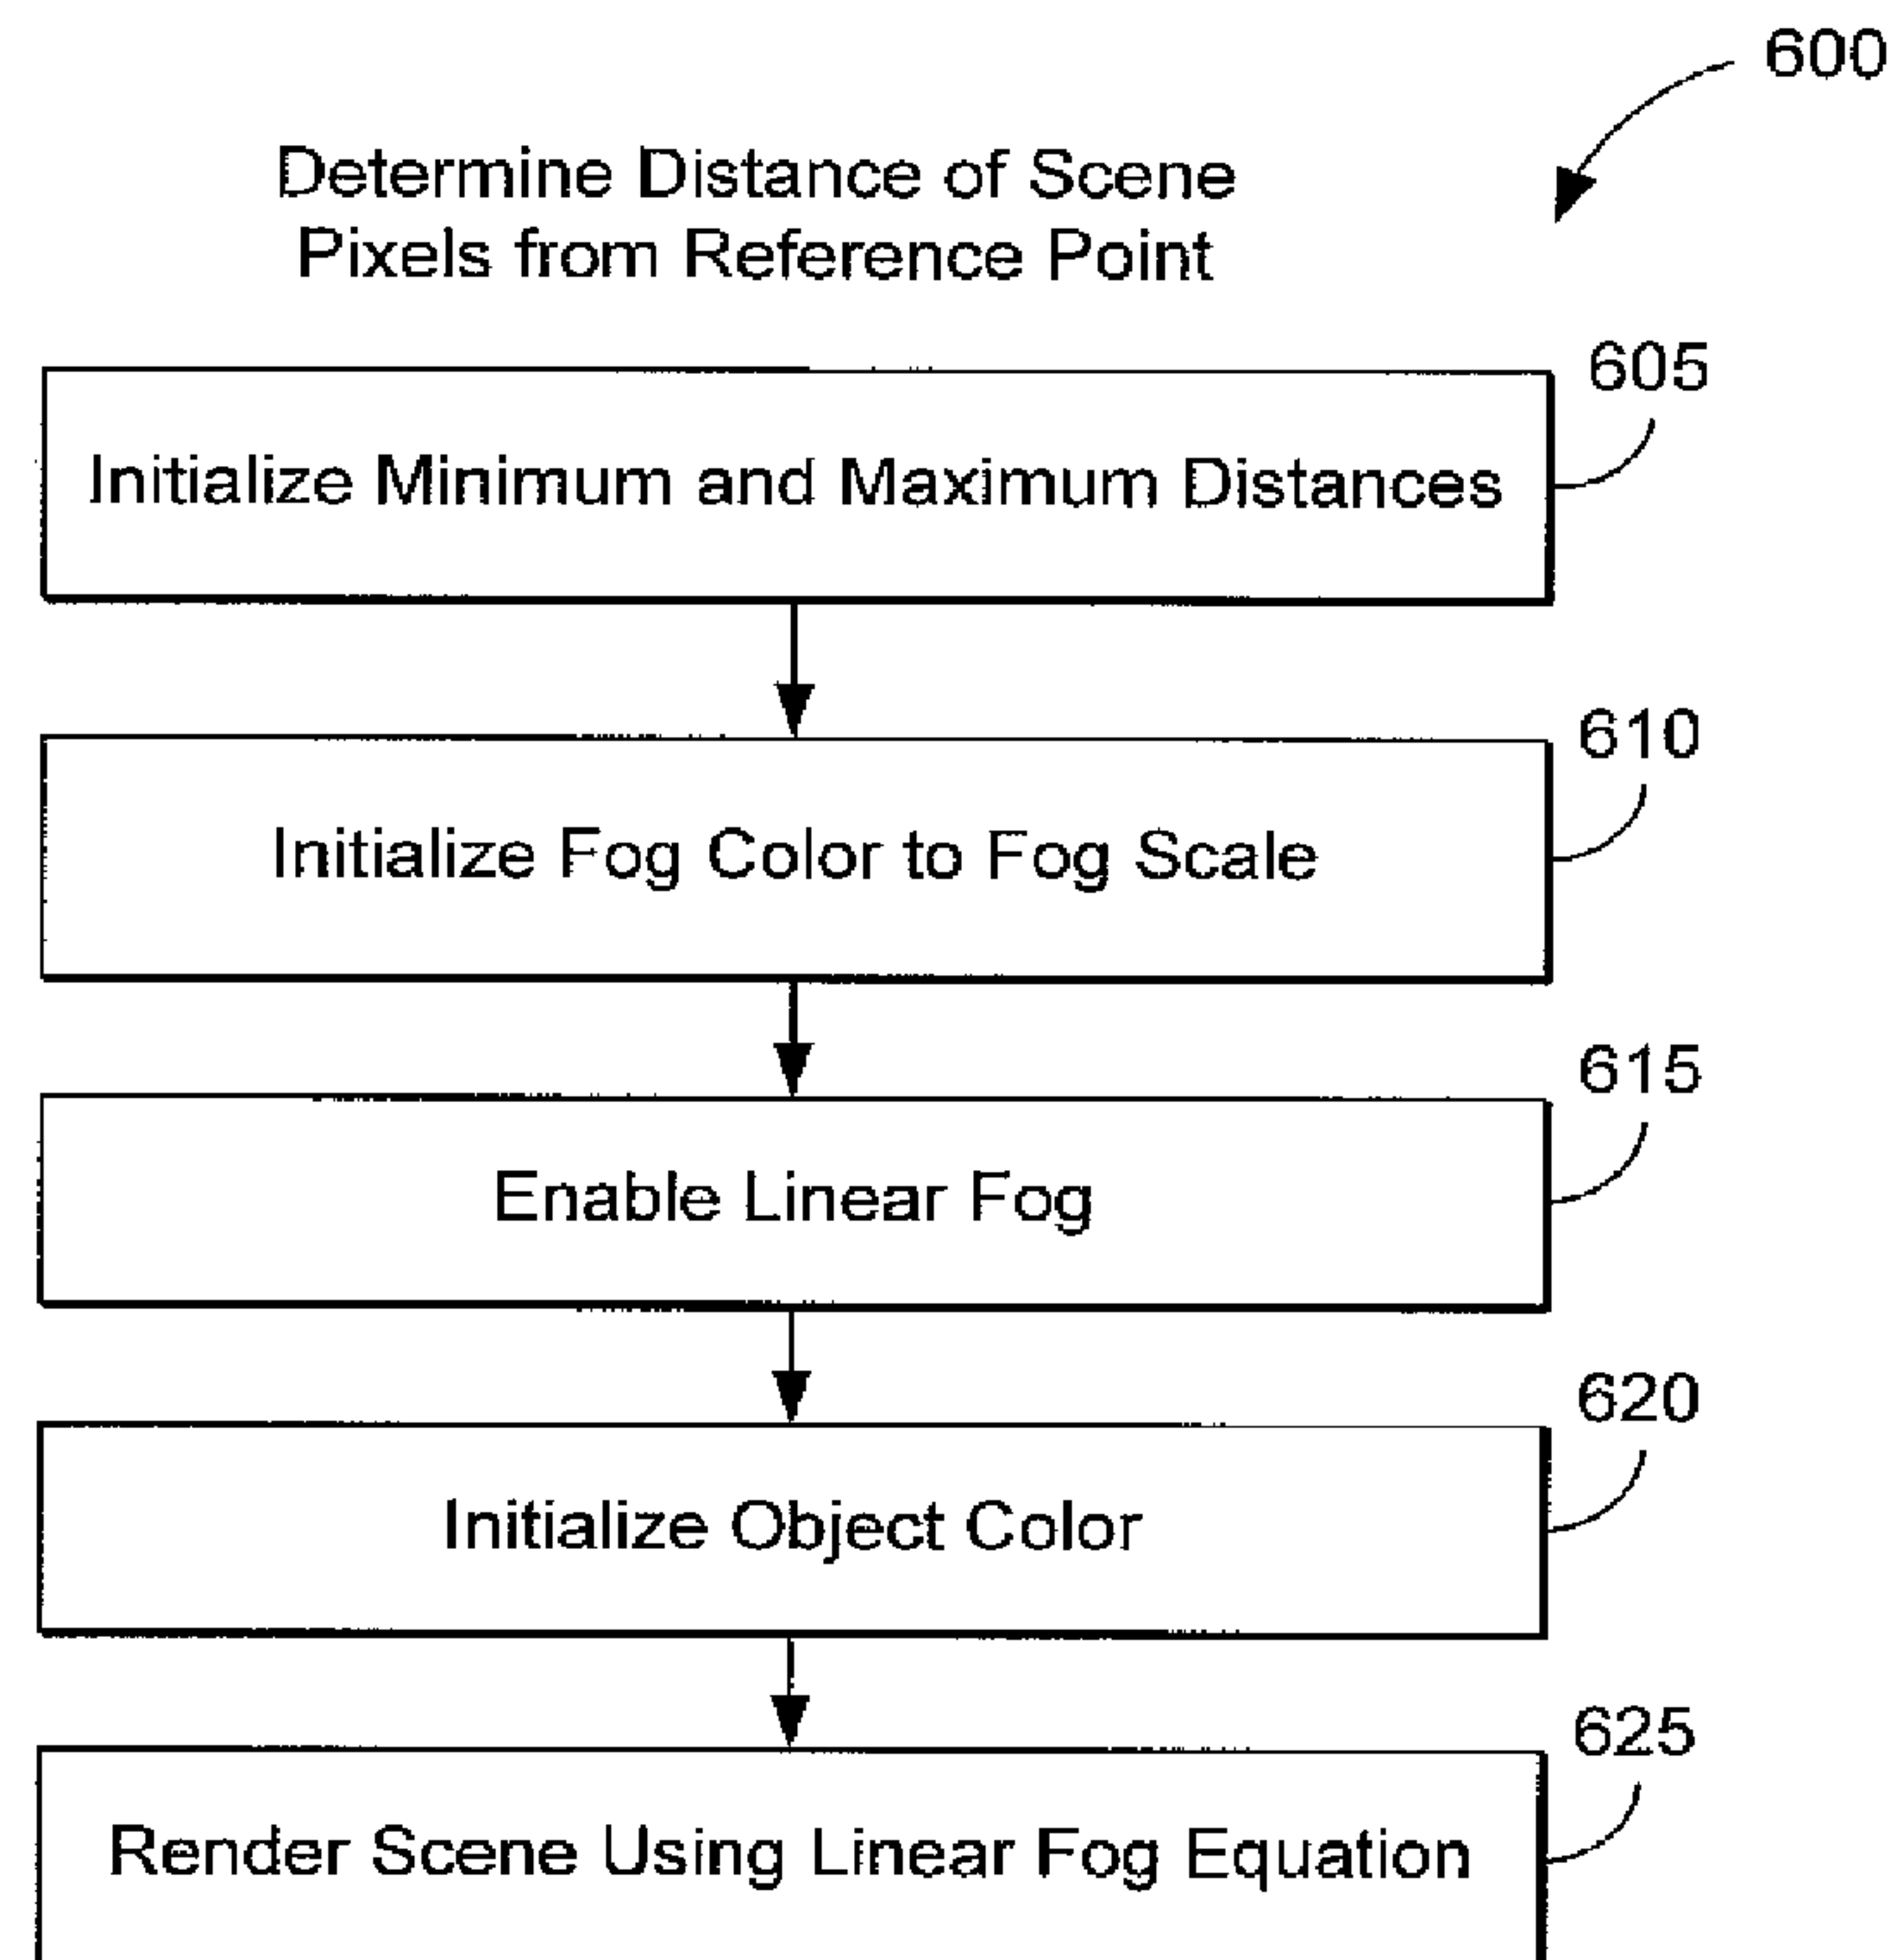 600
Determine Distance of Scene
Pixels from Reference Point
605
Initialize Minimum and Maximum Distances
610
Initialize Fog Color to Fog Scale
615
Enable Linear Fog
620
Initialize Object Color
625
Render Scene Using Linear Fog Equation